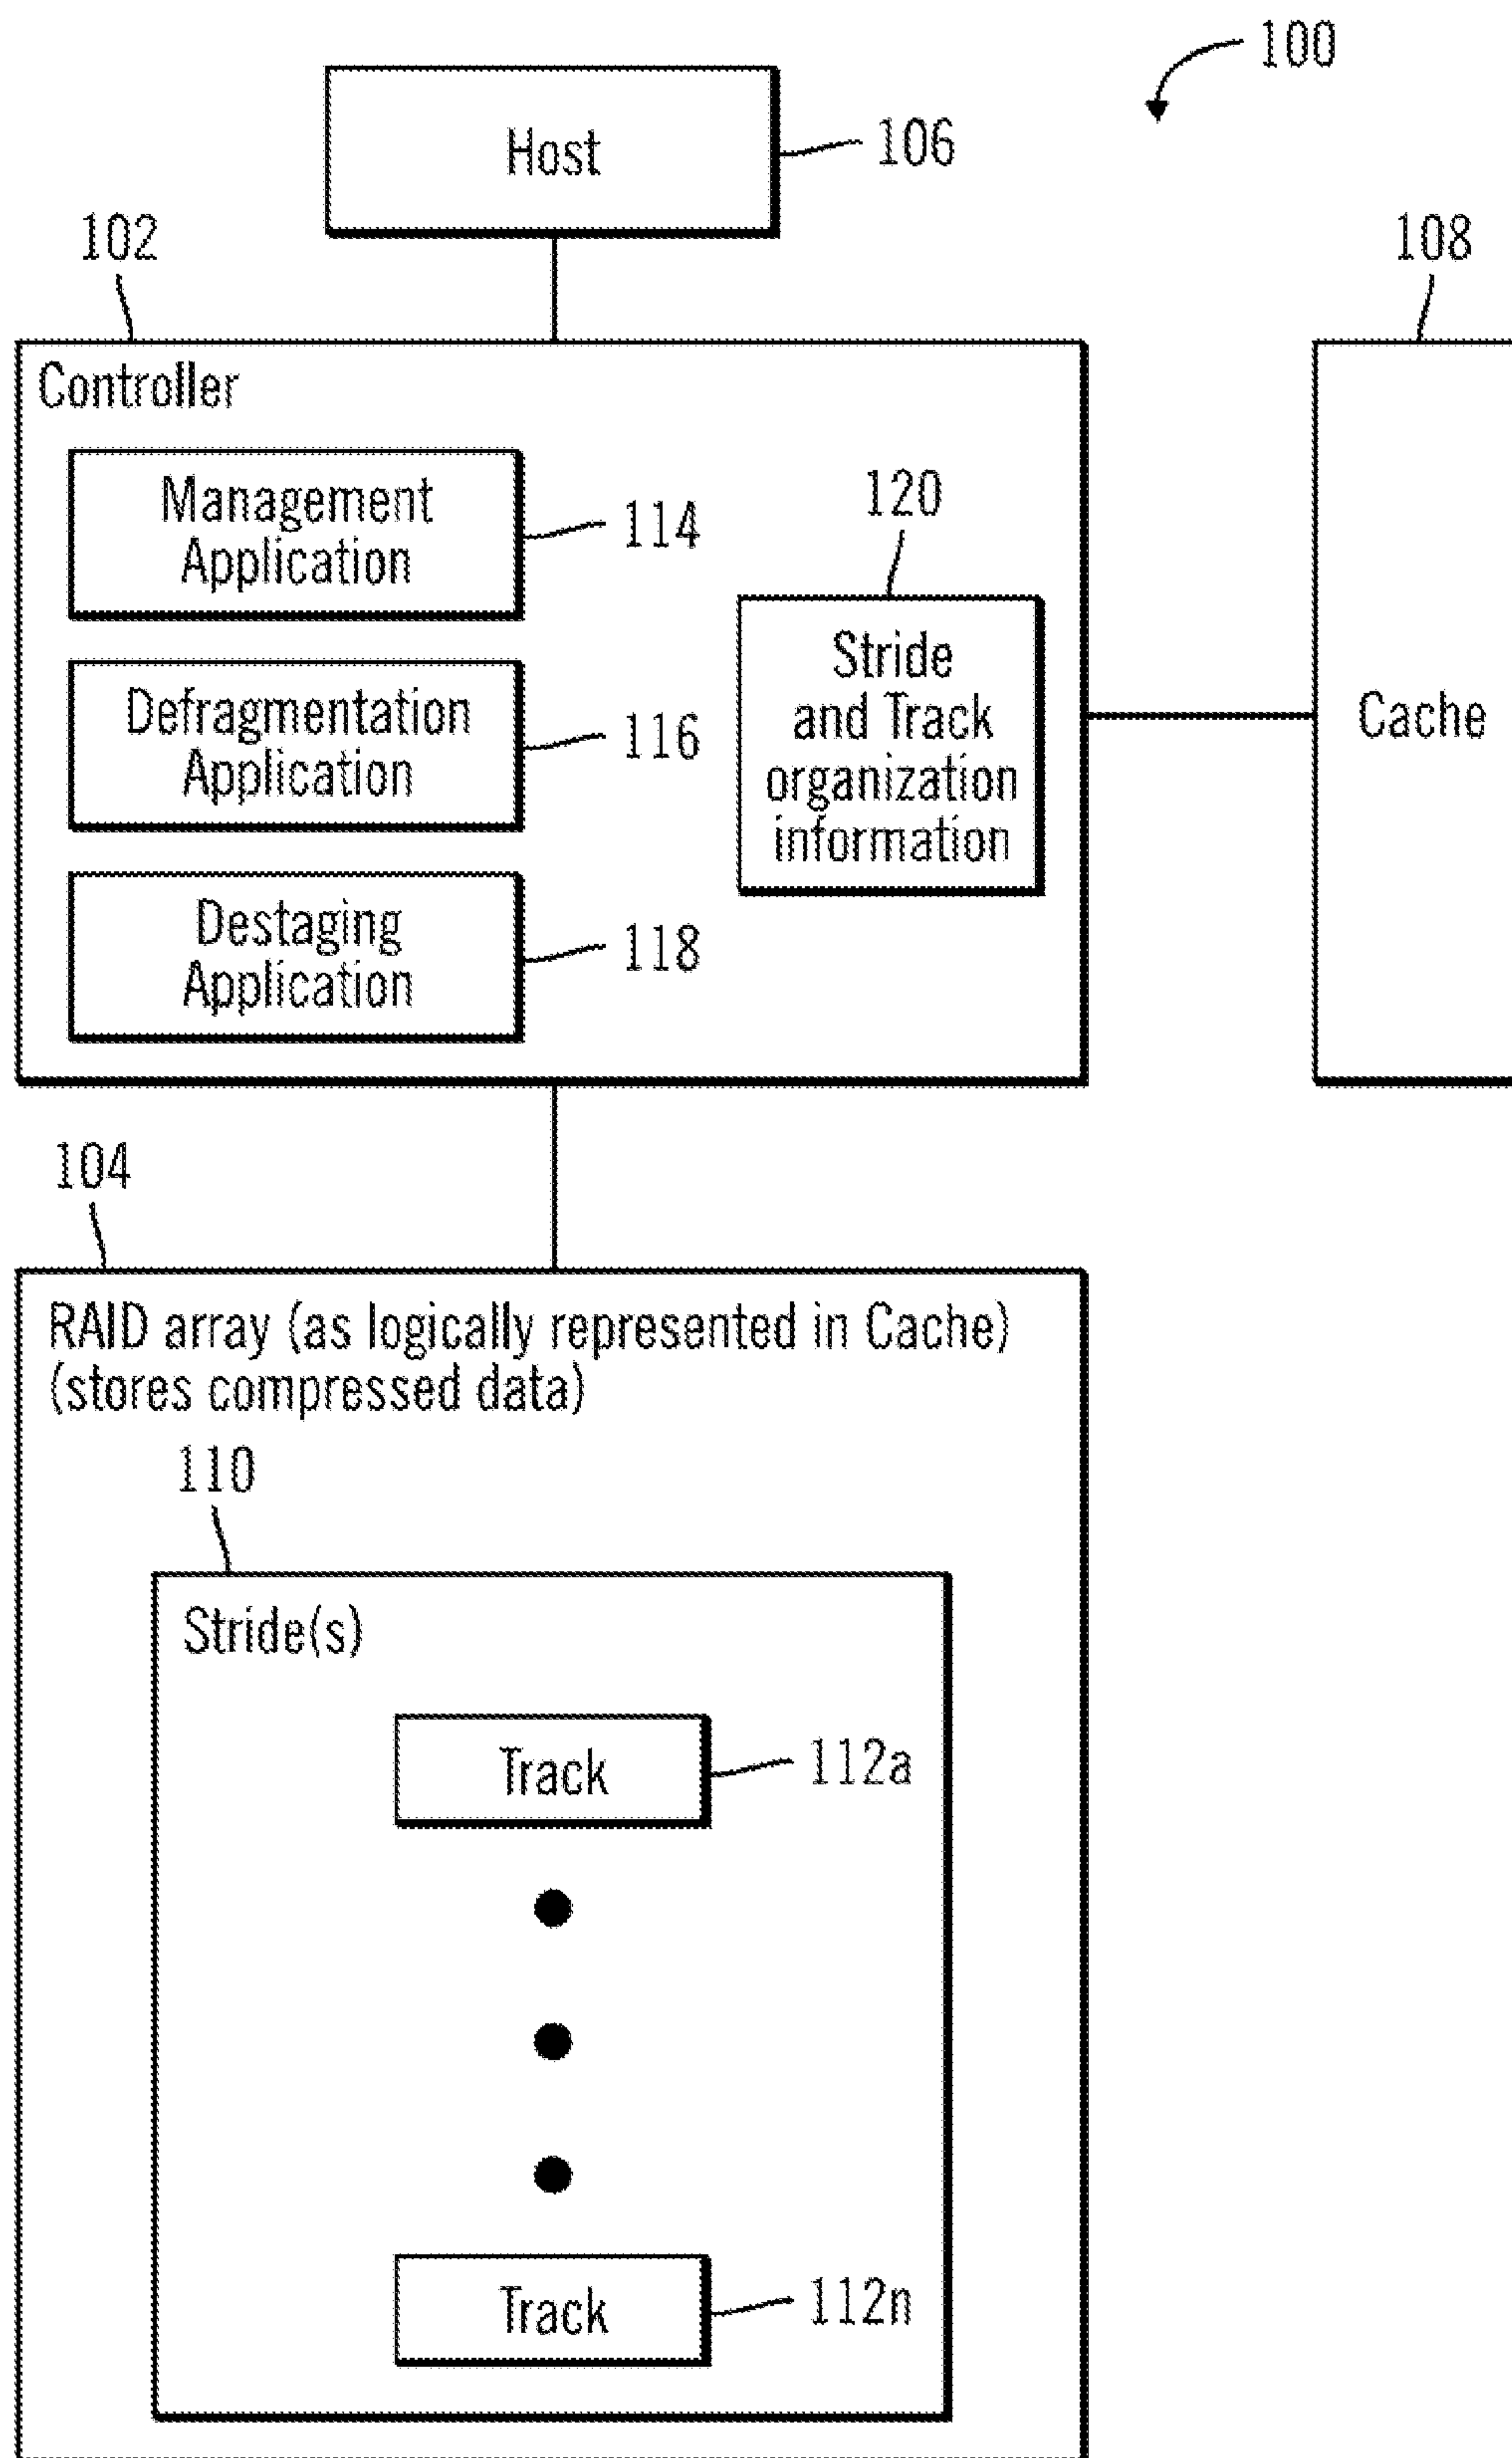 100
Host
106
102
108
Controller
Management
Application
114
120
Stride
and Track
organization
information
Defragmentation
Application
116
Cache
Destaging
Application
118
104
RAID array (as logically represented in Cache)
(stores compressed data)
110
Stride(s)
Track
112a
Track
112n